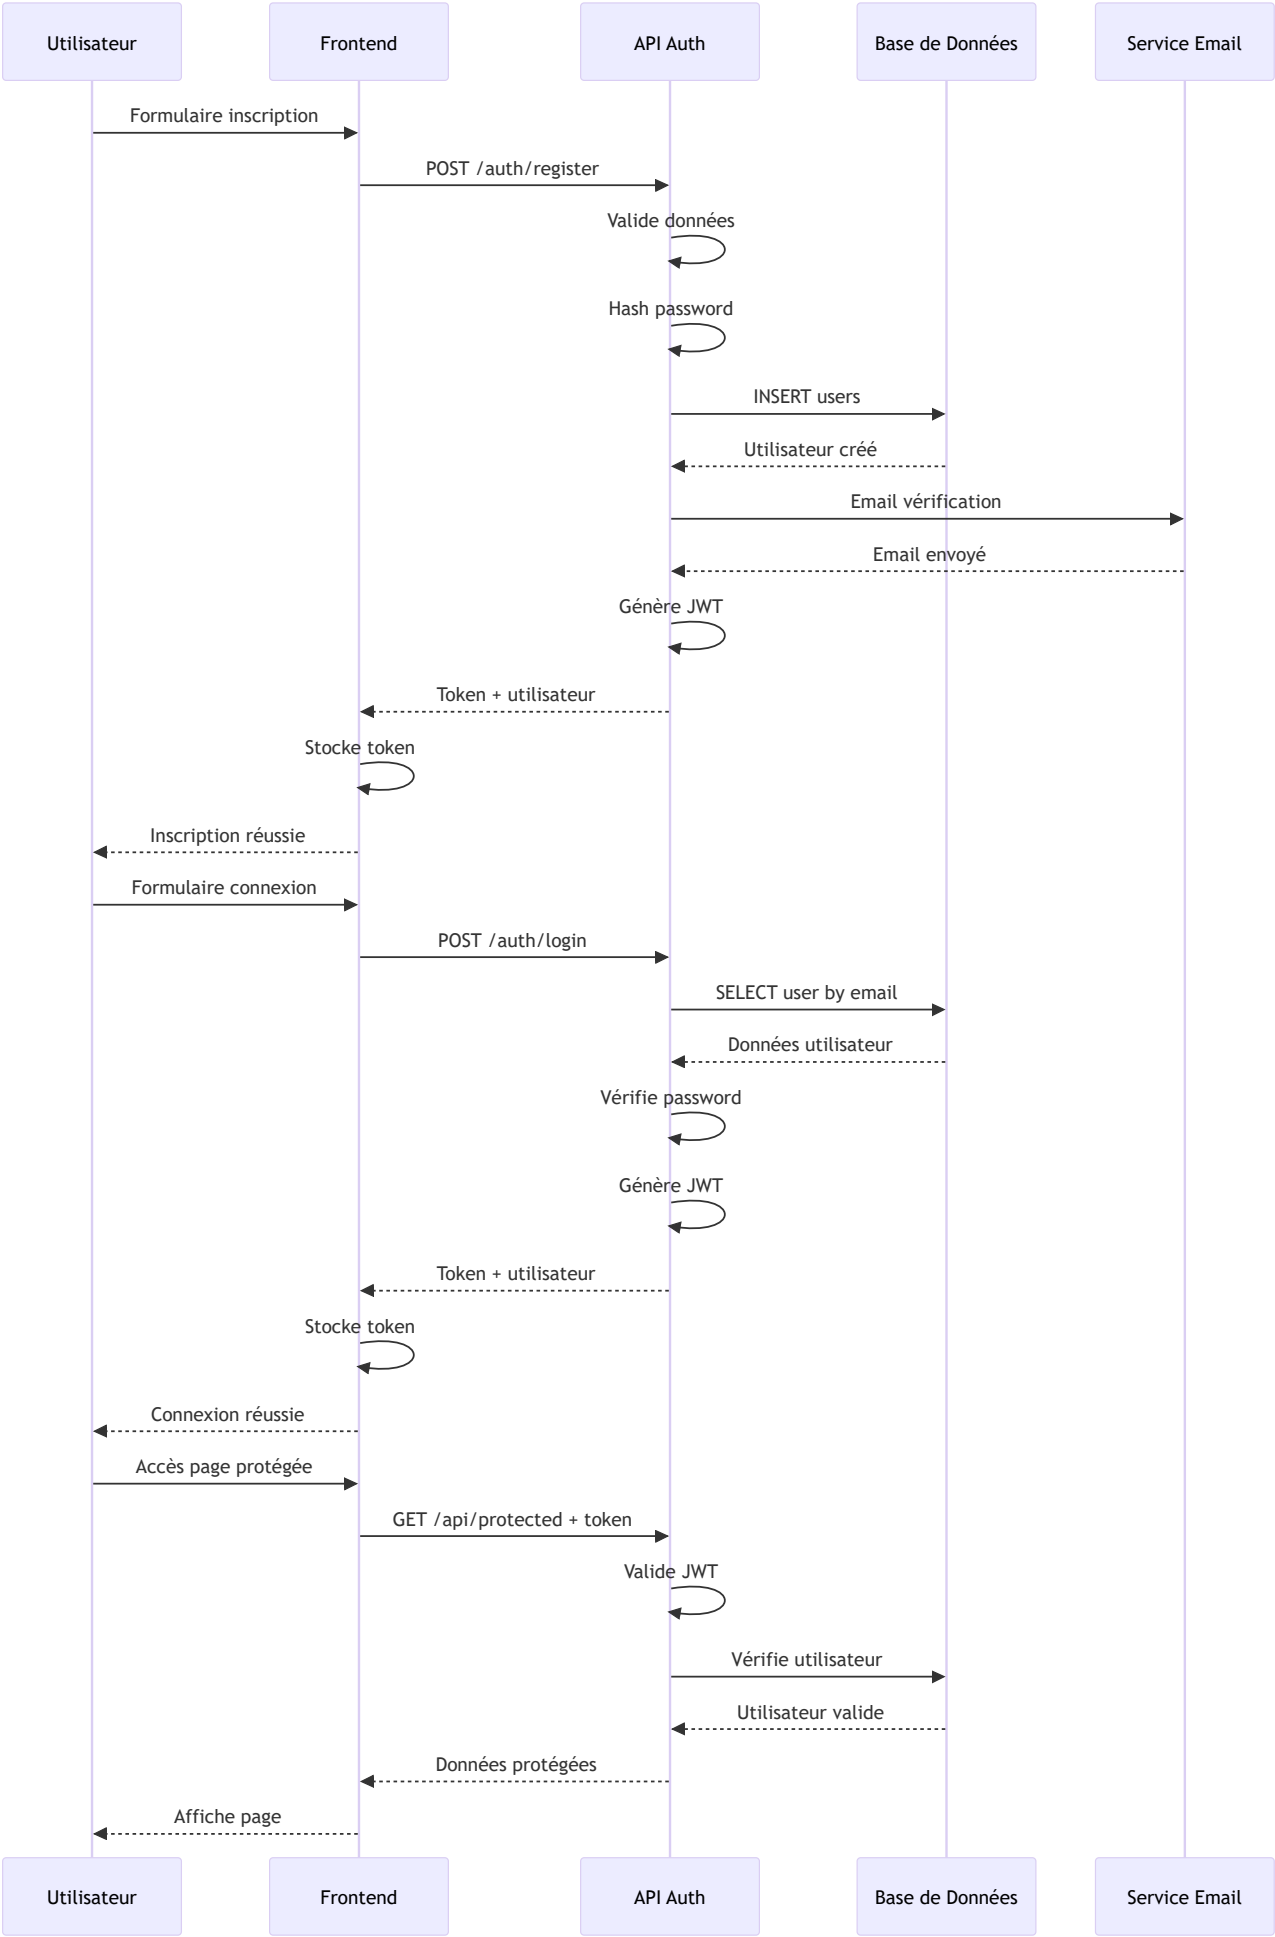 Utilisateur
Frontend
API Auth
Base de Données
Service Email
Formulaire inscription
POST /auth/register
Valide données
Hash password
INSERT users
Utilisateur créé
Email vérification
Email envoyé
Génère JWT
Token + utilisateur
Stocke token
Inscription réussie
Formulaire connexion
POST /auth/login
SELECT user by email
Données utilisateur
Vérifie password
Génère JWT
Token + utilisateur
Stocke token
Connexion réussie
Accès page protégée
GET /api/protected + token
Valide JWT
Vérifie utilisateur
Utilisateur valide
Données protégées
Affiche page
Utilisateur
Frontend
API Auth
Base de Données
Service Email